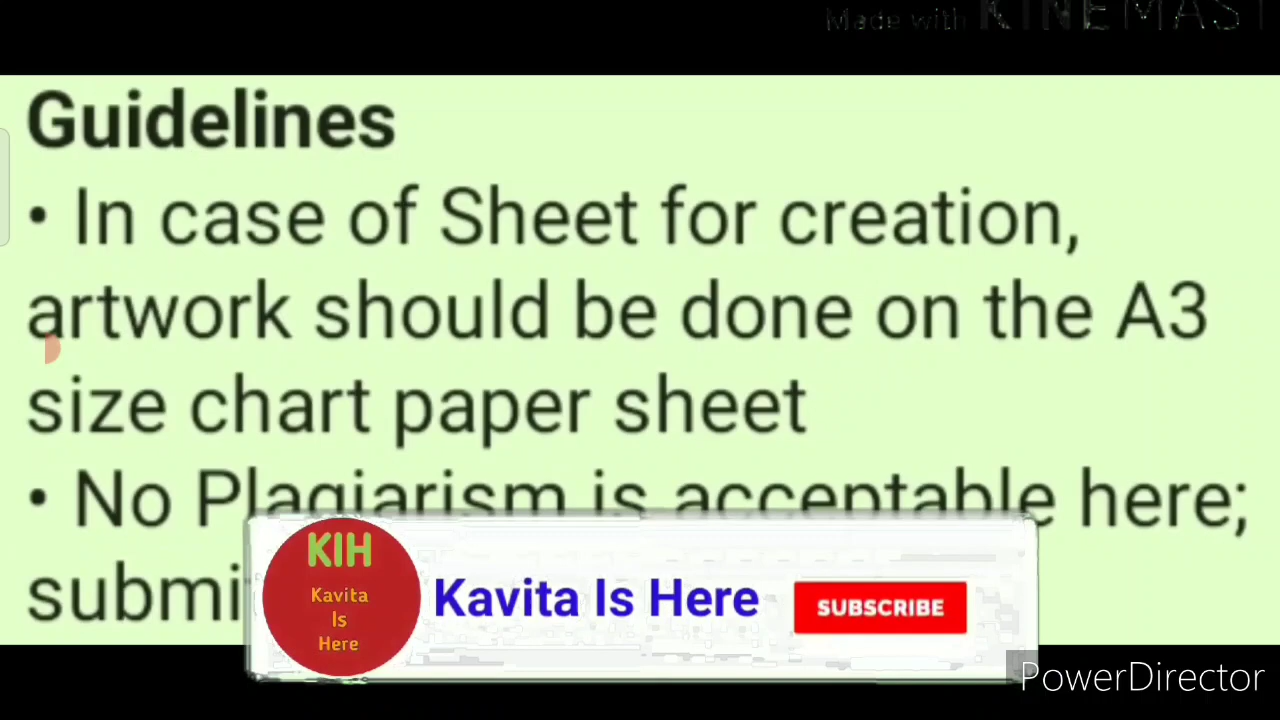 Made with KINEMAST
Guidelines
• In case of Sheet for creation,
artwork should be done on the A3
size chart paper sheet
• No Plagiarism is acceptable here;
submi
KIH
Kavita
Is
Here
Kavita Is Here
SUBSCRIBE
PowerDirector